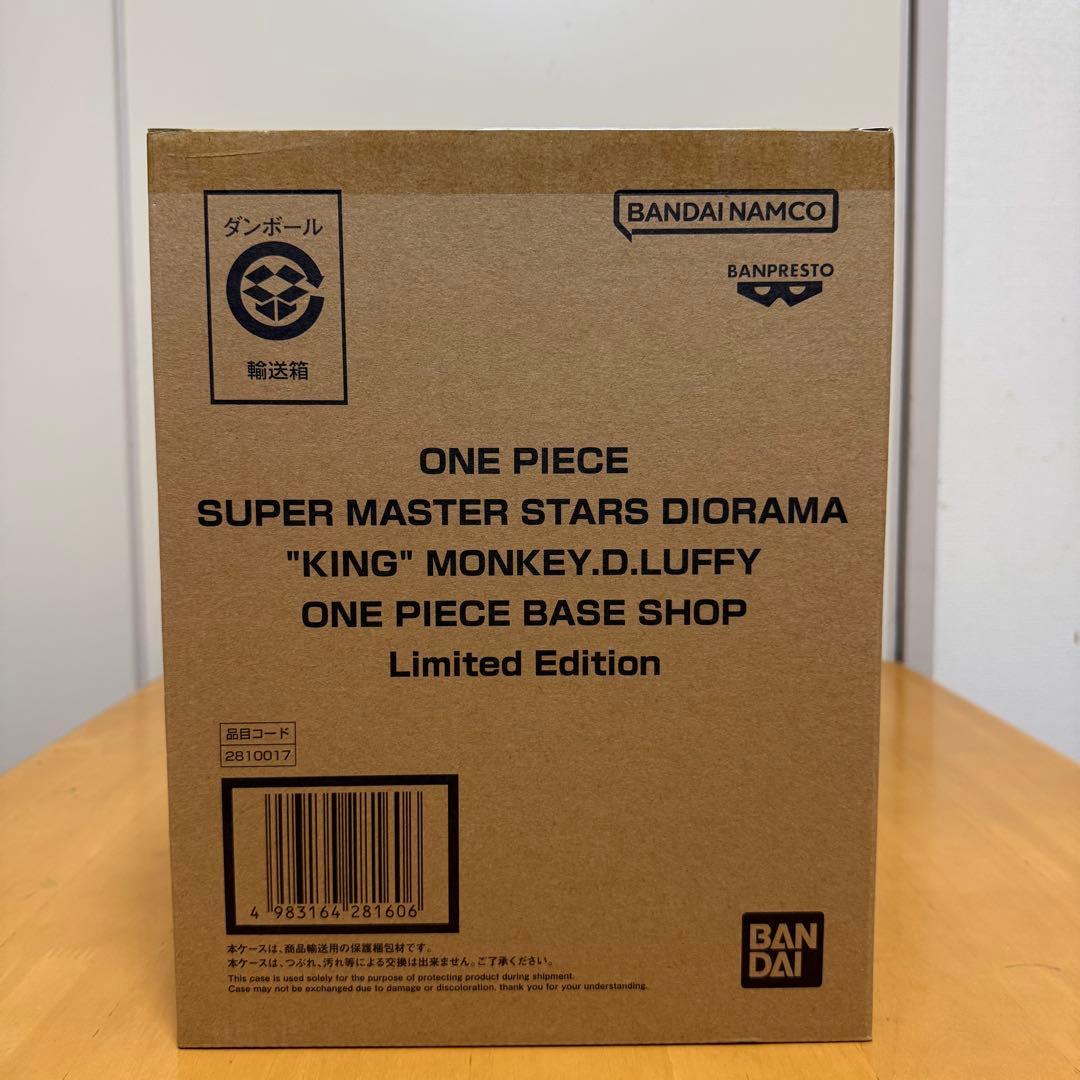 ダンボール
輸送箱
BANDAI NAMCO
BANPRESTO
ONE PIECE
SUPER MASTER STARS DIORAMA
"KING" MONKEY.D.LUFFY
ONE PIECE BASE SHOP
Limited Edition
品目コード
2810017
4 983164 281606
本ケースは、商品輸送用の保護梱包材です。
本ケースは、つぶれ、汚れ等による交換は出来ません。ご了承ください。
This case is used solely for the purpose of protecting product during shipment.
Case may not be exchanged due to damage or discoloration. thank you for your understanding.
BAN
DAI